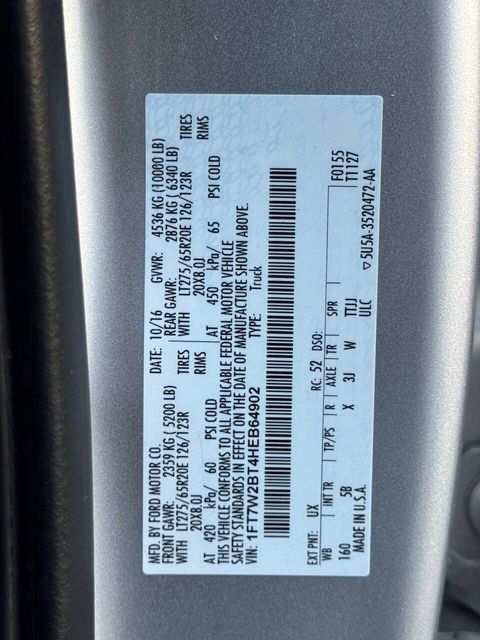 MFD. BY FORD MOTOR CO. DATE: 10/16 GVWR: 4536 KG (10000 LB)
FRONT GAWR: 2359 KG (5200 LB) REAR GAWR: 2876 KG (6340 LB)
WITH LT275/65R20E 126/123R TIRES WITH LT275/65R20E 126/123R TIRES
20X8.0J RIMS 20X8.0J RIMS
AT 420 kPa/ 60 PSI COLD AT 450 kPa/ 65 PSI COLD
THIS VEHICLE CONFORMS TO ALL APPLICABLE FEDERAL MOTOR VEHICLE
SAFETY STANDARDS IN EFFECT ON THE DATE OF MANUFACTURE SHOWN ABOVE.
VIN: 1FT7W2BT4HEB64902 TYPE: Truck
F0155
T1127
EXT PNT: UX RC: 52 DSO:
WB INT TR TP/PS R AXLE TR SPR
160 5B X 3J W T1JJ
MADE IN U.S.A. ULC
▽5U5A-3520472-AA